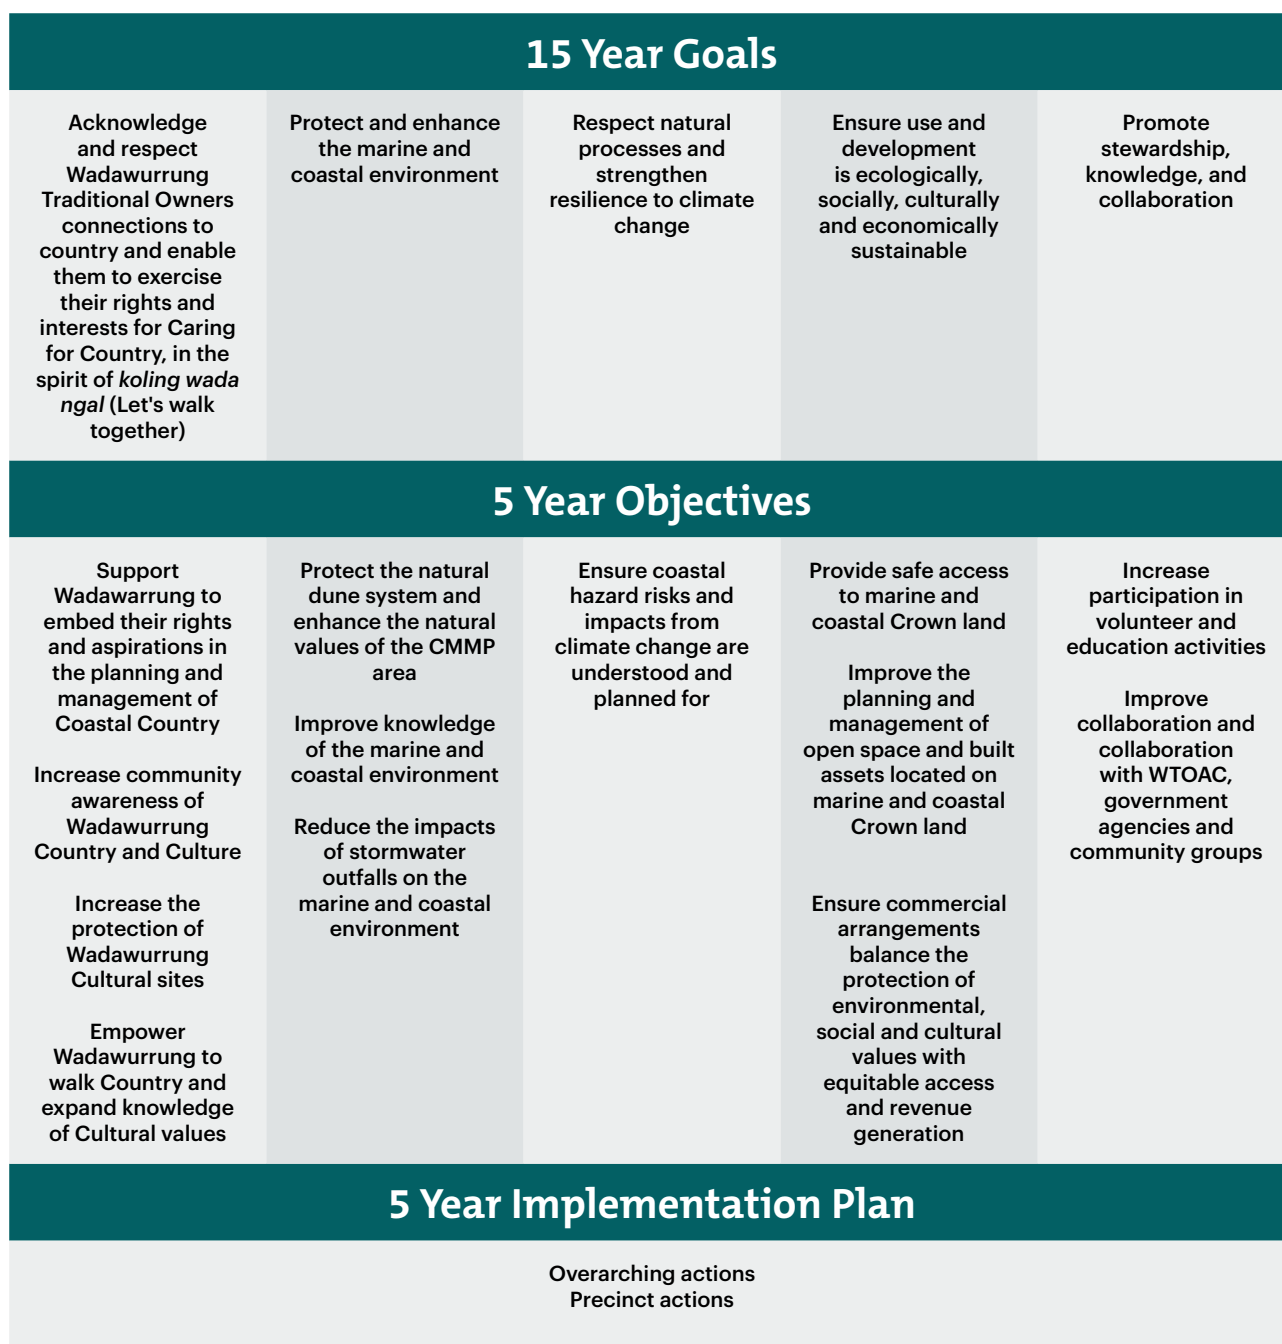 15 Year Goals
Acknowledge
and respect
Wadawurrung
Traditional Owners
connections to
country and enable
them to exercise
their rights and
interests for Caring
for Country, in the
spirit of koling wada
ngal (Let's walk
together)
Protect and enhance
the marine and
coastal environment
Respect natural
processes and
strengthen
resilience to climate
change
Ensure use and
development
is ecologically,
socially, culturally
and economically
sustainable
Promote
stewardship,
knowledge, and
collaboration
5 Year Objectives
Support
Wadawarrung to
embed their rights
and aspirations in
the planning and
management of
Coastal Country
Increase community
awareness of
Wadawurrung
Country and Culture
Increase the
protection of
Wadawurrung
Cultural sites
Empower
Wadawurrung to
walk Country and
expand knowledge
of Cultural values
Protect the natural
dune system and
enhance the natural
values of the CMMP
area
Improve knowledge
of the marine and
coastal environment
Reduce the impacts
of stormwater
outfalls on the
marine and coastal
environment
Ensure coastal
hazard risks and
impacts from
climate change are
understood and
planned for
Provide safe access
to marine and
coastal Crown land
Improve the
planning and
management of
open space and built
assets located on
marine and coastal
Crown land
Ensure commercial
arrangements
balance the
protection of
environmental,
social and cultural
values with
equitable access
and revenue
generation
Increase
participation in
volunteer and
education activities
Improve
collaboration and
collaboration
with WTOAC,
government
agencies and
community groups
5 Year Implementation Plan
Overarching actions
Precinct actions